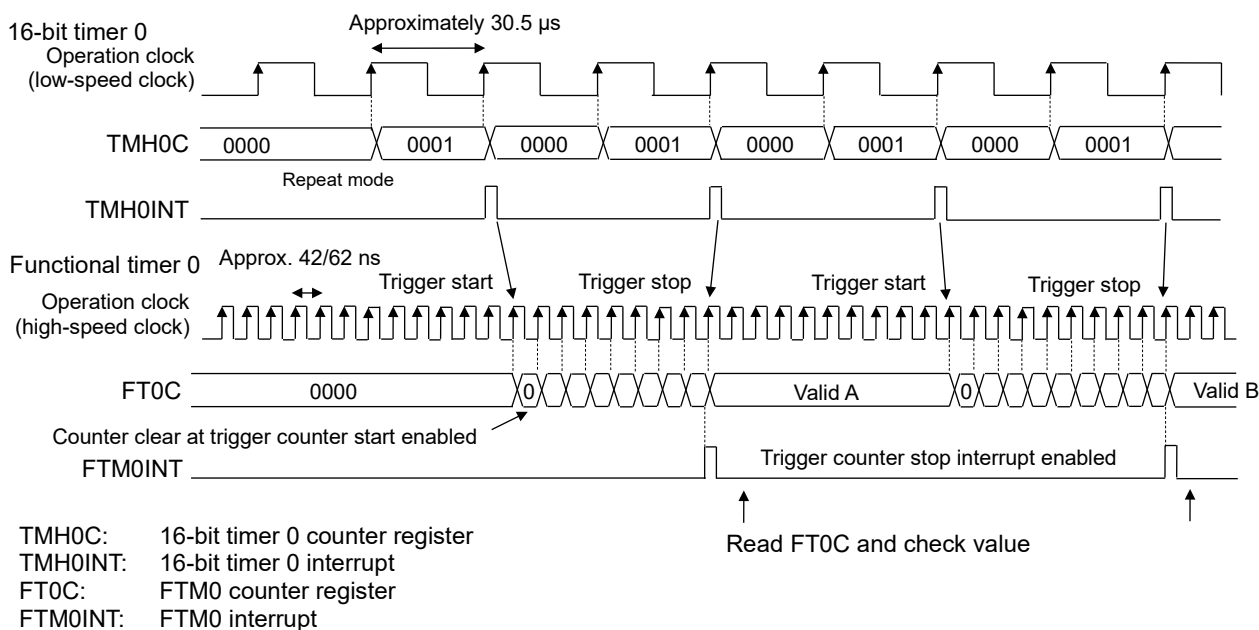 16-bit timer 0
Approximately 30.5 µs
Operation clock
(low-speed clock)
TMH0C 0000 0001 0000 0001 0000 0001 0000 0001
Repeat mode
TMH0INT
Functional timer 0 Approx. 42/62 ns
Trigger start Trigger stop Trigger start Trigger stop
Operation clock
(high-speed clock)
FT0C 0000 0 Valid A 0 Valid B
Counter clear at trigger counter start enabled
FTM0INT Trigger counter stop interrupt enabled
Read FT0C and check value
TMH0C: 16-bit timer 0 counter register
TMH0INT: 16-bit timer 0 interrupt
FT0C: FTM0 counter register
FTM0INT: FTM0 interrupt